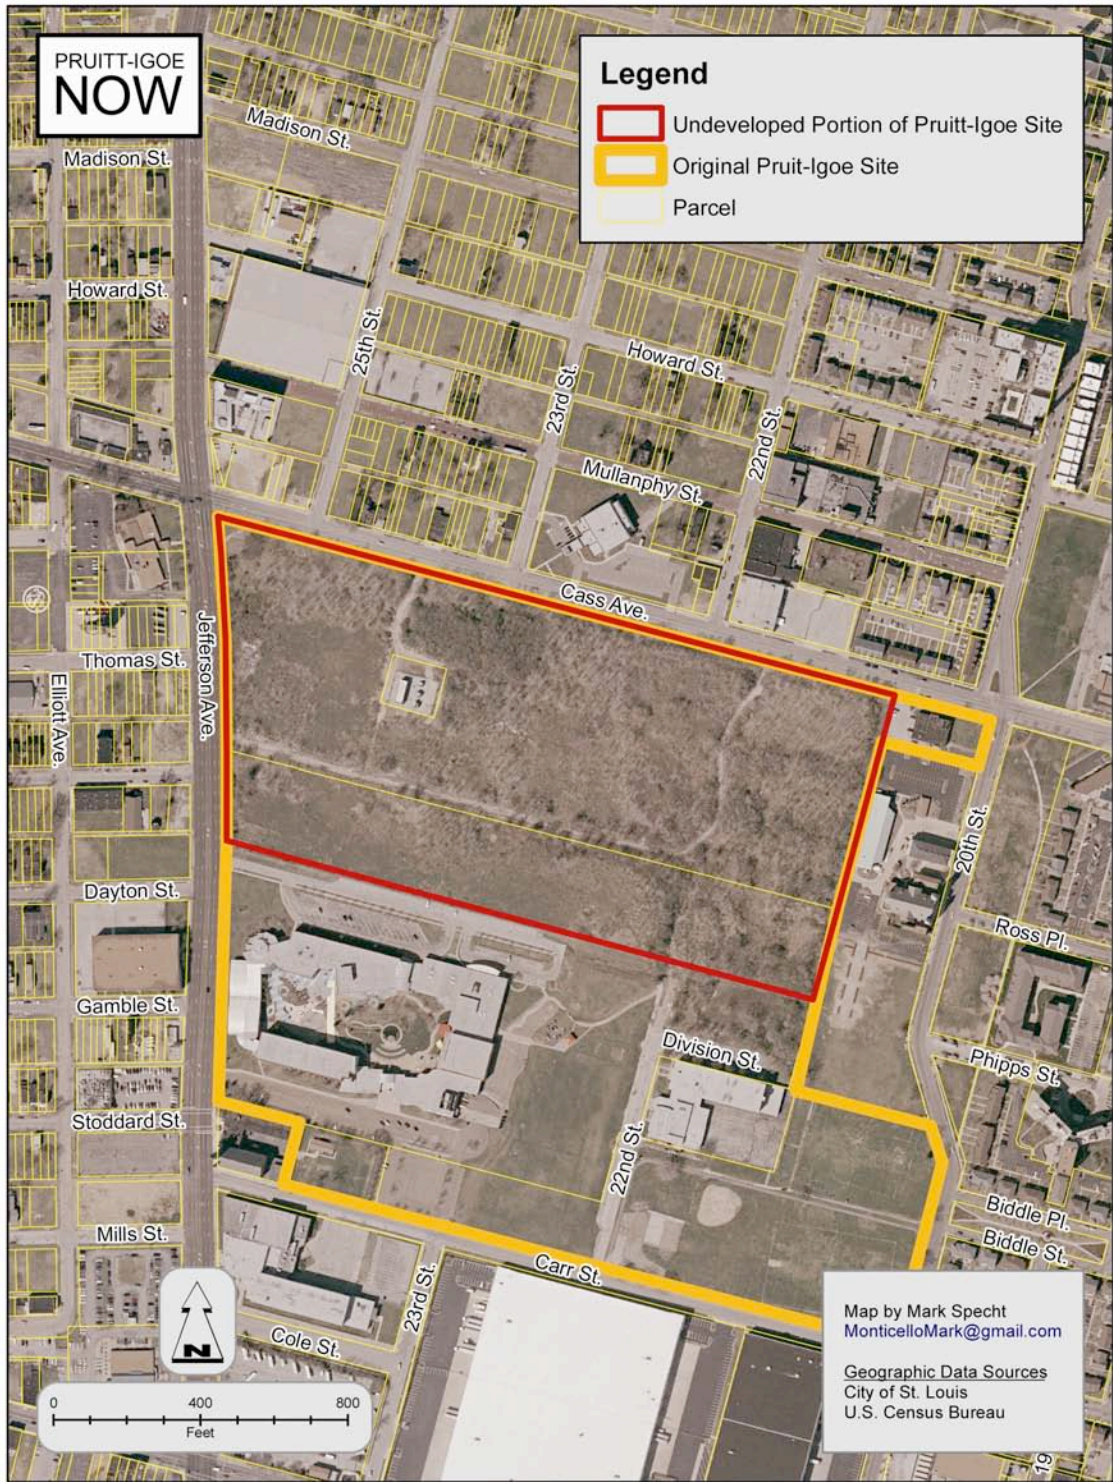 PRUITT-IGOE
NOW
Legend
Undeveloped Portion of Pruitt-Igoe Site
Original Pruit-Igoe Site
Parcel
Madison St.
Madison St.
Howard St.
25th St.
Howard St.
23rd St.
22nd St.
Mullanphy St.
Cass Ave.
Jefferson Ave.
Thomas St.
Elliott Ave.
20th St.
Dayton St.
Ross Pl.
Gamble St.
Division St.
Phipps St.
Stoddard St.
22nd St.
Biddle Pl.
Mills St.
Biddle St.
Carr St.
23rd St.
Cole St.
N
0 400 800
Feet
Map by Mark Specht
MonticelloMark@gmail.com
Geographic Data Sources
City of St. Louis
U.S. Census Bureau
19